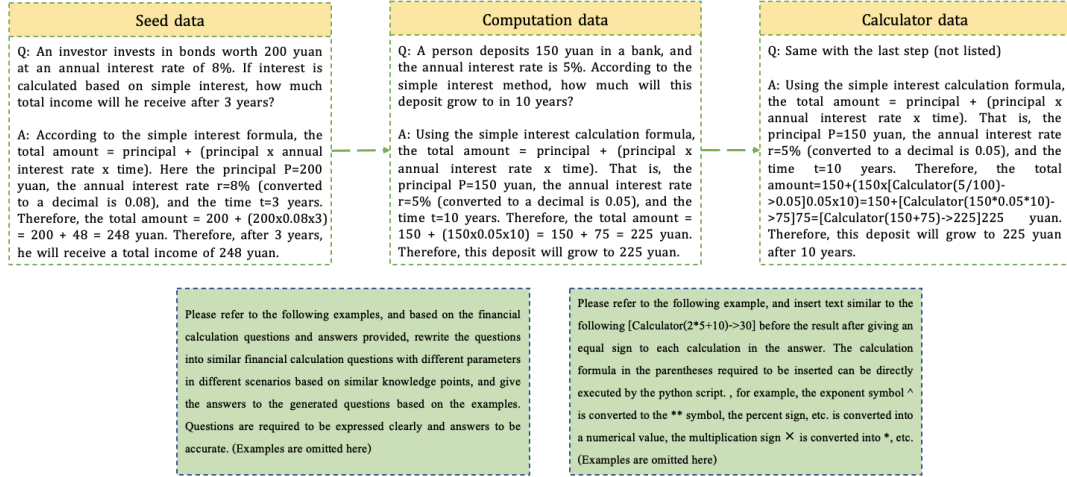 Seed data
Q: An investor invests in bonds worth 200 yuan
at an annual interest rate of 8%. If interest is
calculated based on simple interest, how much
total income will he receive after 3 years?
A: According to the simple interest formula, the
total amount = principal + (principal x annual
interest rate x time). Here the principal P=200
yuan, the annual interest rate r=8% (converted
to a decimal is 0.08), and the time t=3 years.
Therefore, the total amount = 200 + (200x0.08x3)
= 200 + 48 = 248 yuan. Therefore, after 3 years,
he will receive a total income of 248 yuan.
Computation data
Q: A person deposits 150 yuan in a bank, and
the annual interest rate is 5%. According to the
simple interest method, how much will this
deposit grow to in 10 years?
A: Using the simple interest calculation formula,
the total amount = principal + (principal x
annual interest rate x time). That is, the
principal P=150 yuan, the annual interest rate
r=5% (converted to a decimal is 0.05), and the
time t=10 years. Therefore, the total amount =
150 + (150x0.05x10) = 150 + 75 = 225 yuan.
Therefore, this deposit will grow to 225 yuan.
Calculator data
Q: Same with the last step (not listed)
A: Using the simple interest calculation formula,
the total amount = principal + (principal x
annual interest rate x time). That is, the
principal P=150 yuan, the annual interest rate
r=5% (converted to a decimal is 0.05), and the
time t=10 years. Therefore, the total
amount=150+(150x[Calculator(5/100)-
>0.05]0.05x10)=150+[Calculator(150*0.05*10)-
>75]75=[Calculator(150+75)->225]225 yuan.
Therefore, this deposit will grow to 225 yuan
after 10 years.
Please refer to the following examples, and based on the financial
calculation questions and answers provided, rewrite the questions
into similar financial calculation questions with different parameters
in different scenarios based on similar knowledge points, and give
the answers to the generated questions based on the examples.
Questions are required to be expressed clearly and answers to be
accurate. (Examples are omitted here)
Please refer to the following example, and insert text similar to the
following [Calculator(2*5+10)->30] before the result after giving an
equal sign to each calculation in the answer. The calculation
formula in the parentheses required to be inserted can be directly
executed by the python script. , for example, the exponent symbol ^
is converted to the ** symbol, the percent sign, etc. is converted into
a numerical value, the multiplication sign × is converted into *, etc.
(Examples are omitted here)